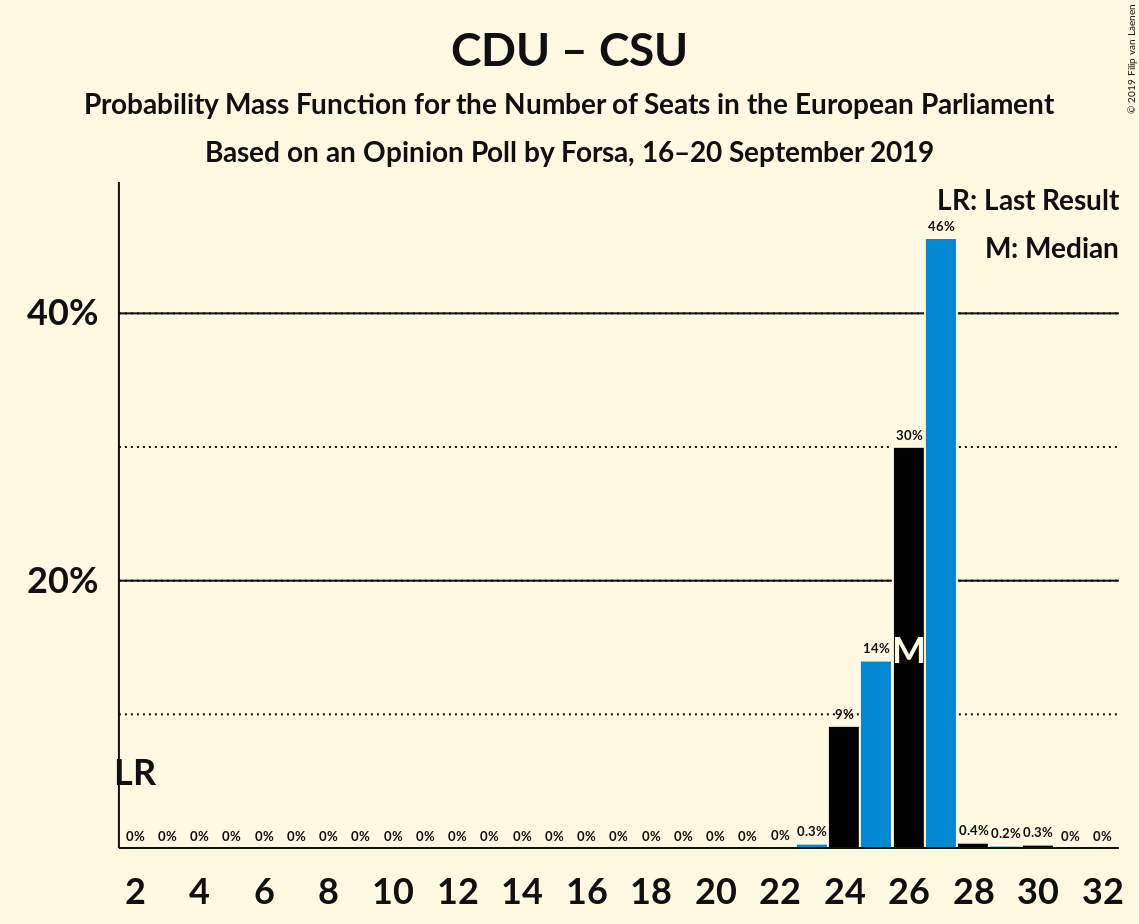 © 2019 Filip van Laenen
CDU – CSU
Probability Mass Function for the Number of Seats in the European Parliament
Based on an Opinion Poll by Forsa, 16–20 September 2019
LR: Last Result
M: Median
46%
40%
30%
20%
14%
M
9%
LR
0% 0% 0% 0% 0% 0% 0% 0% 0% 0% 0% 0% 0% 0% 0% 0% 0% 0% 0% 0% 0% 0.3% 0.4% 0.2% 0.3% 0% 0%
2 4 6 8 10 12 14 16 18 20 22 24 26 28 30 32